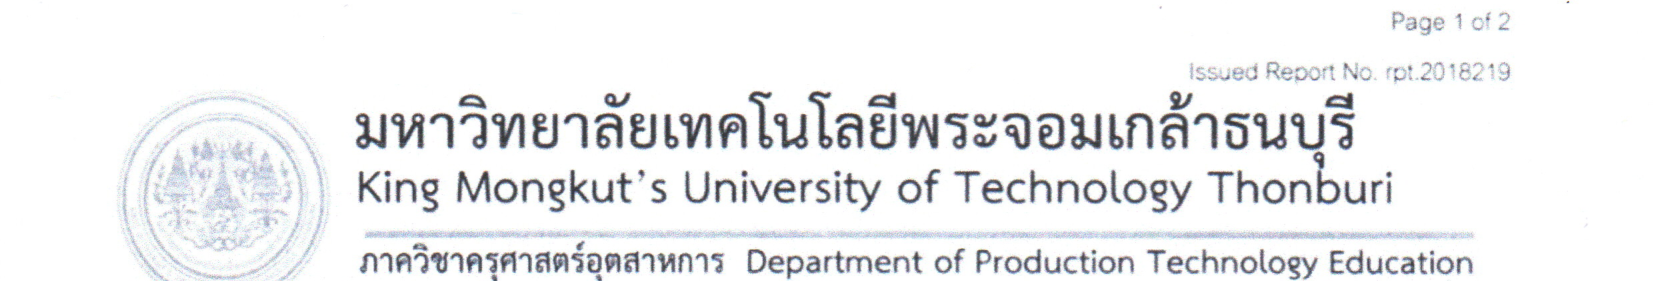 Page 1 of 2
Issued Report No. rpt.2018219
มหาวิทยาลัยเทคโนโลยีพระจอมเกล้าธนบุรี
King Mongkut's University of Technology Thonburi
ภาควิชาครุศาสตร์อุตสาหการ Department of Production Technology Education